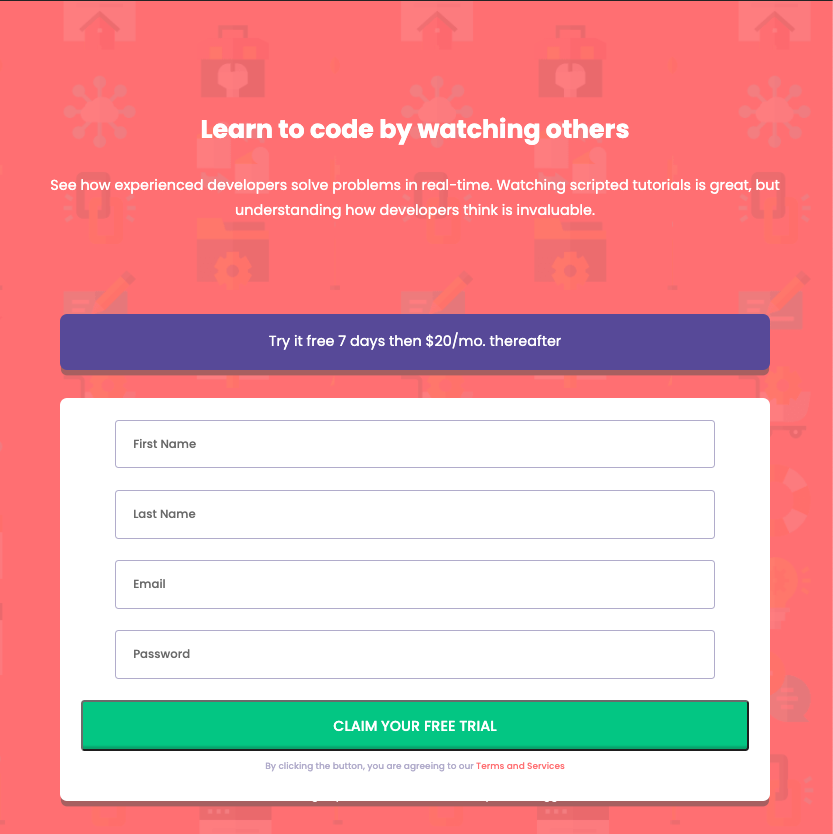 Learn to code by watching others
See how experienced developers solve problems in real-time. Watching scripted tutorials is great, but
understanding how developers think is invaluable.
Try it free 7 days then $20/mo. thereafter
First Name
Last Name
Email
Password
CLAIM YOUR FREE TRIAL
By clicking the button, you are agreeing to our Terms and Services